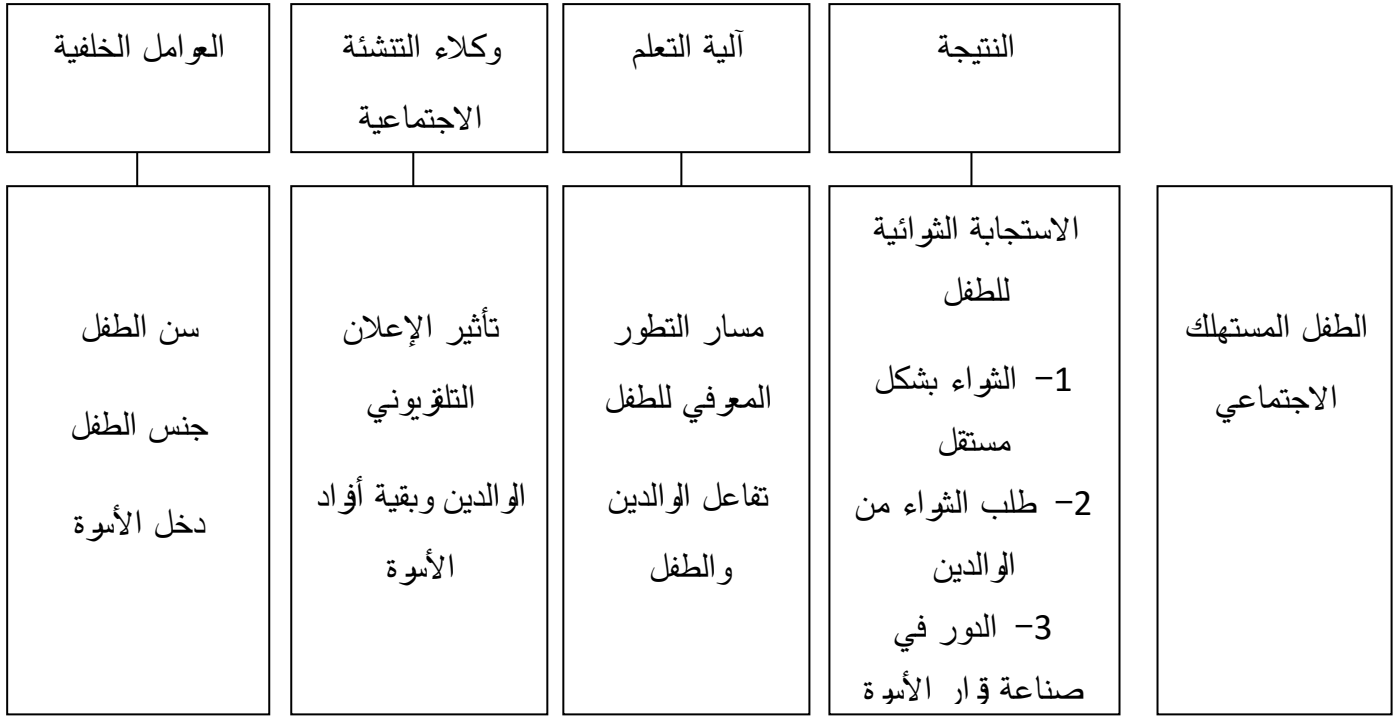 العوامل الخلفية
سن الطفل
جنس الطفل
دخل الأسرة
وكلاء التنشئة
الاجتماعية
تأثير الإعلان
التلفزيوني
الوالدين وبقية أفراد
الأسرة
آلية التعلم
مسار التطور
المعرفي للطفل
تفاعل الوالدين
والطفل
النتيجة
الاستجابة الشرائية
للطفل
1- الشراء بشكل
مستقل
2- طلب الشراء من
الوالدين
3- الدور في
صناعة قرار الأسرة
الطفل المستهلك
الاجتماعي